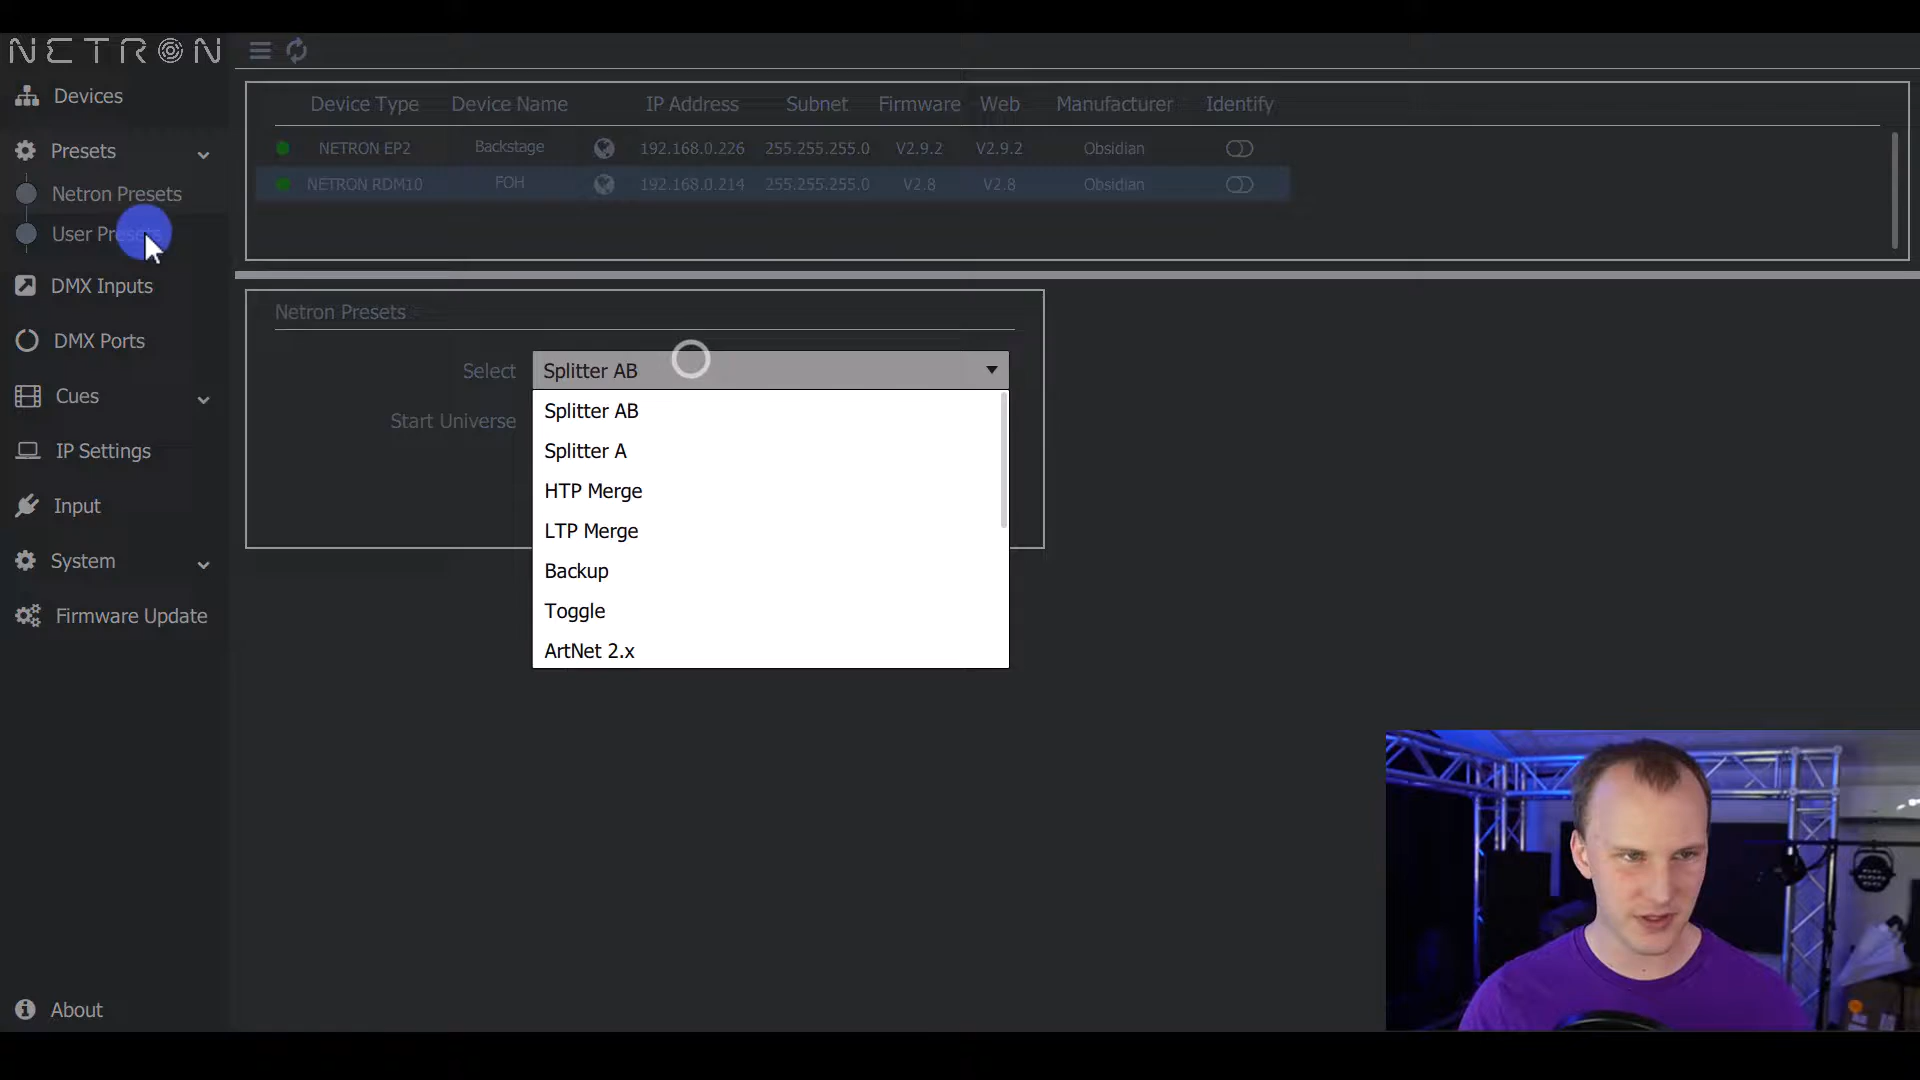 NETRON
Devices
Presets
Netron Presets
User Presets
DMX Inputs
DMX Ports
Cues
IP Settings
Input
System
Firmware Update
About
Device Type Device Name IP Address Subnet Firmware Web Manufacturer Identify
NETRON EP2 Backstage 192.168.0.226 255.255.255.0 V2.9.2 V2.9.2 Obsidian
NETRON RDM10 FOH 192.168.0.214 255.255.255.0 V2.8 V2.8 Obsidian
Netron Presets
Select Splitter AB
Start Universe
Splitter AB
Splitter A
HTP Merge
LTP Merge
Backup
Toggle
ArtNet 2.x